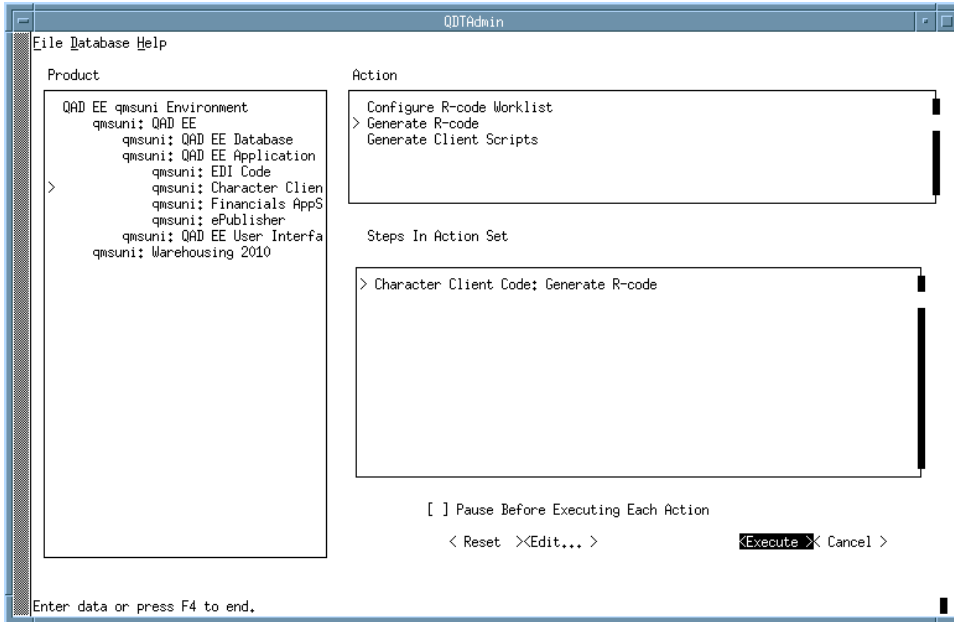 QDTAdmin
File Database Help
Product
QAD EE qmsuni Environment
qmsuni: QAD EE
qmsuni: QAD EE Database
qmsuni: QAD EE Application
qmsuni: EDI Code
> qmsuni: Character Clien
qmsuni: Financials AppS
qmsuni: ePublisher
qmsuni: QAD EE User Interfa
qmsuni: Warehousing 2010
Action
Configure R-code Worklist
> Generate R-code
Generate Client Scripts
Steps In Action Set
> Character Client Code: Generate R-code
[ ] Pause Before Executing Each Action
< Reset ><Edit... > <Execute >< Cancel >
Enter data or press F4 to end.